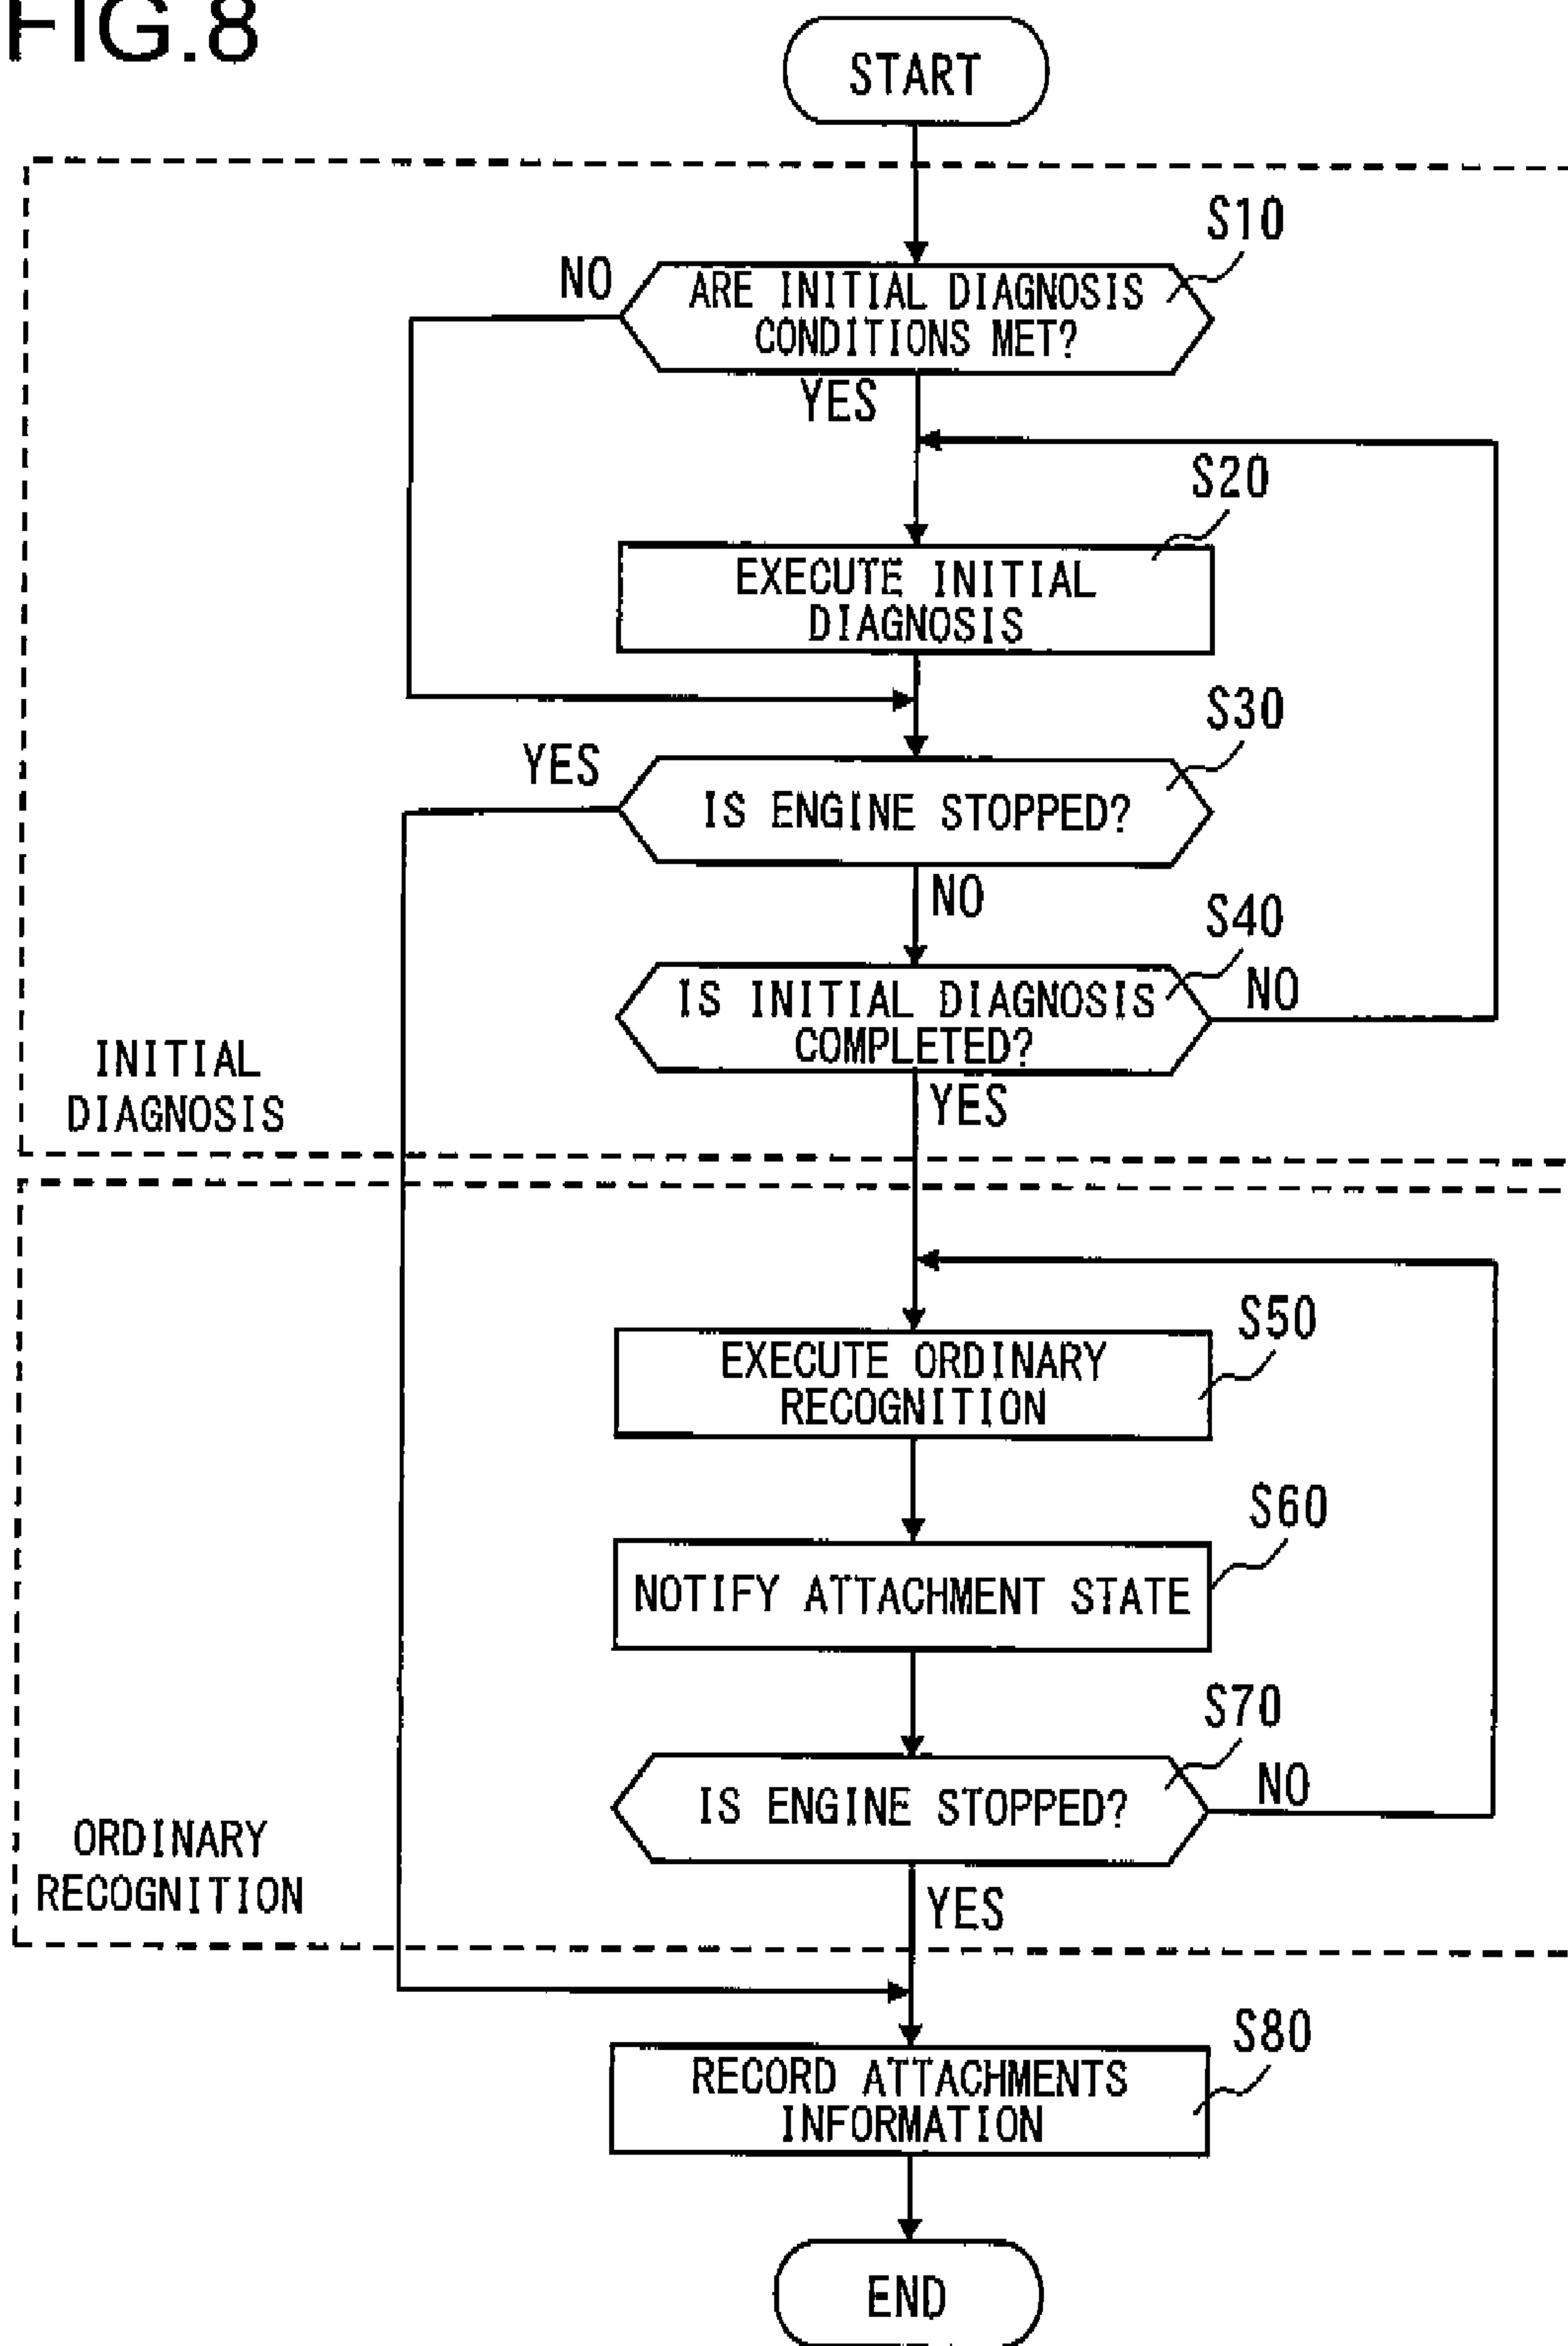 FIG.8
START
S10
NO
ARE INITIAL DIAGNOSIS
CONDITIONS MET?
YES
S20
EXECUTE INITIAL
DIAGNOSIS
S30
YES
IS ENGINE STOPPED?
NO
S40
IS INITIAL DIAGNOSIS
COMPLETED?
NO
YES
INITIAL
DIAGNOSIS
S50
EXECUTE ORDINARY
RECOGNITION
S60
NOTIFY ATTACHMENT STATE
S70
IS ENGINE STOPPED?
NO
YES
ORDINARY
RECOGNITION
S80
RECORD ATTACHMENTS
INFORMATION
END